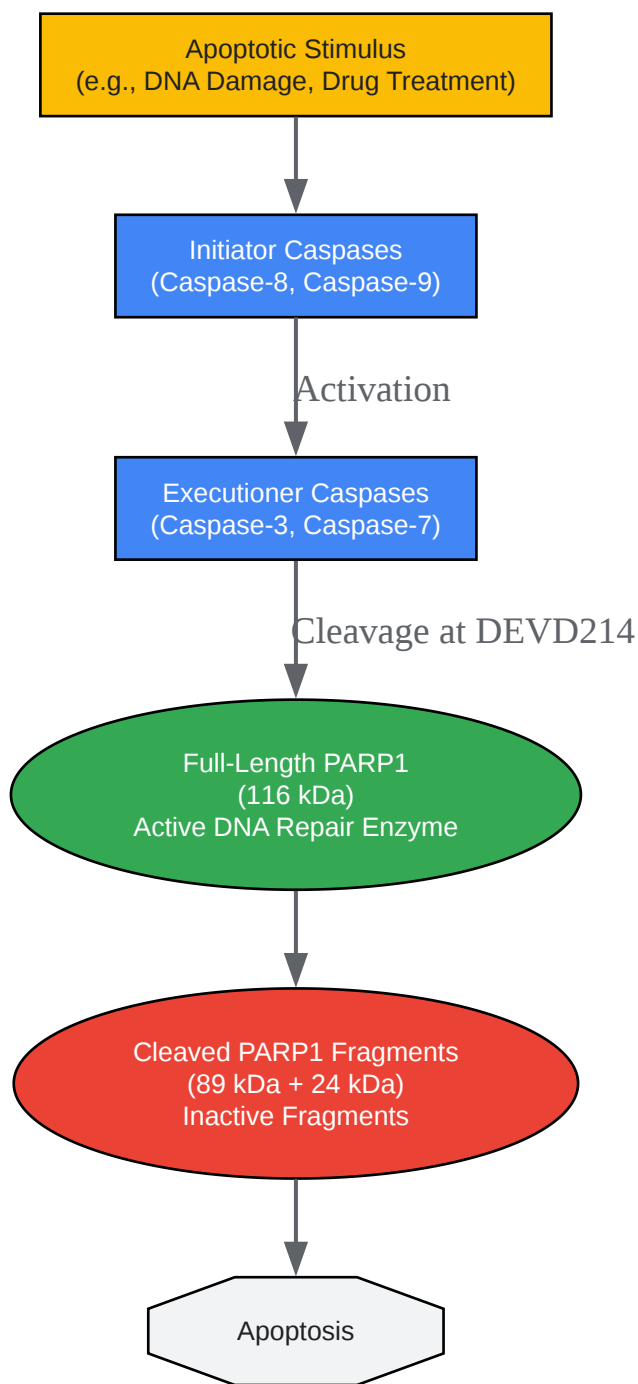 Apoptotic Stimulus
(e.g., DNA Damage, Drug Treatment)
Initiator Caspases
(Caspase-8, Caspase-9)
Activation
Executioner Caspases
(Caspase-3, Caspase-7)
Cleavage at DEVD214
Full-Length PARP1
(116 kDa)
Active DNA Repair Enzyme
Cleaved PARP1 Fragments
(89 kDa + 24 kDa)
Inactive Fragments
Apoptosis